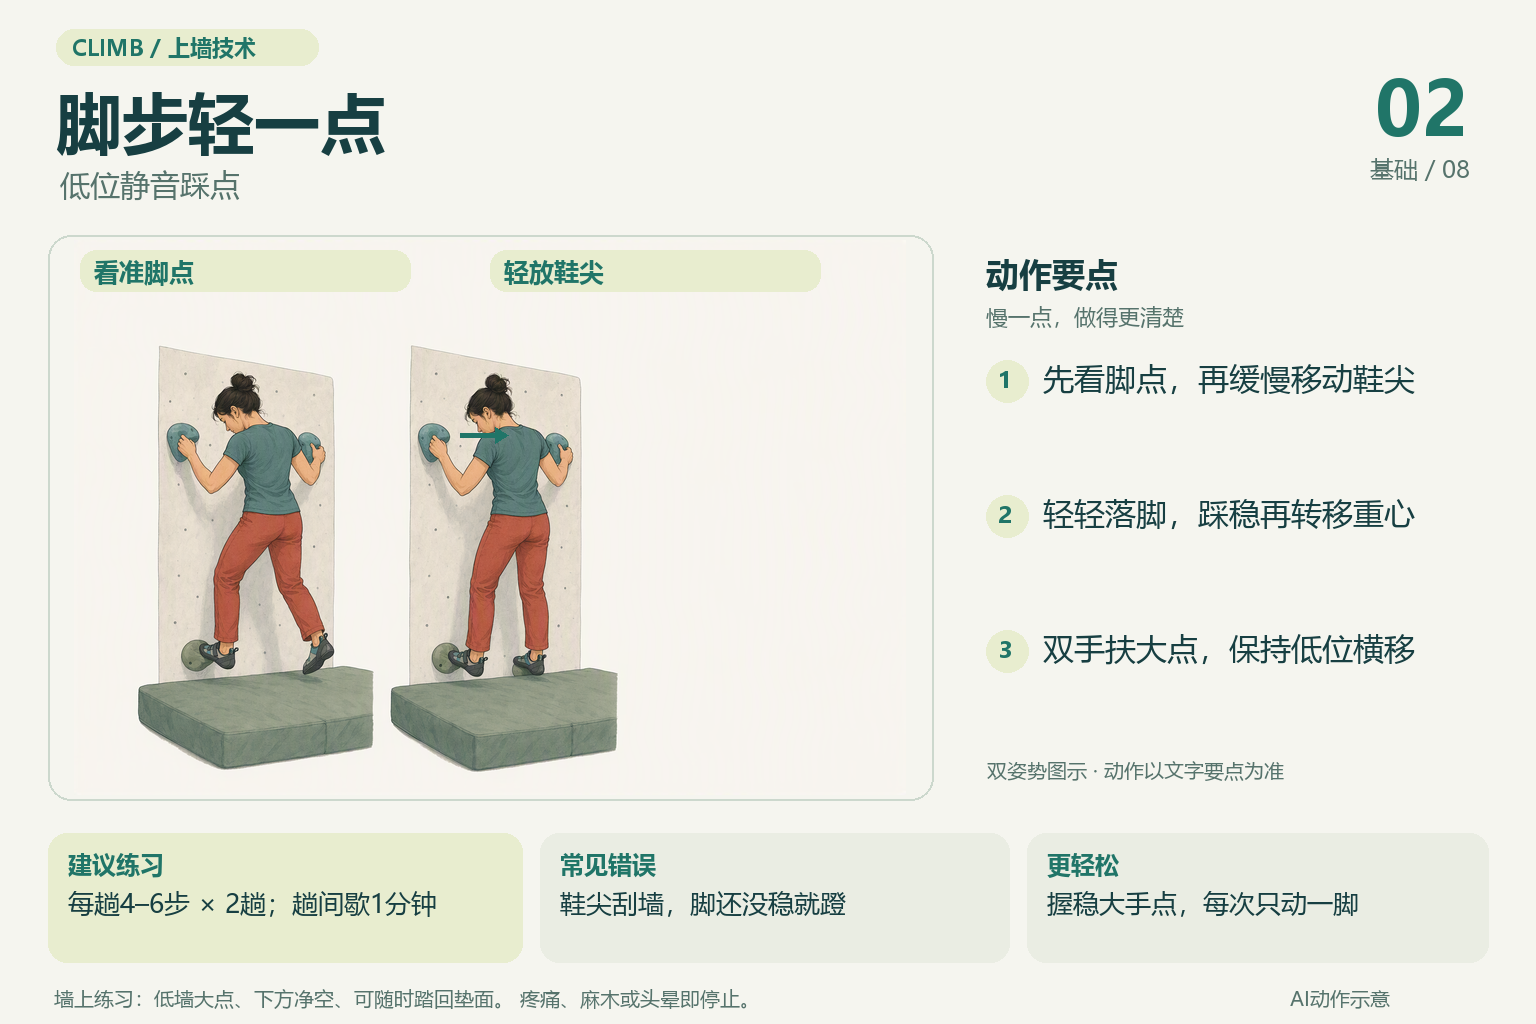 CLIMB / 上墙技术
脚步轻一点
低位静音踩点
02
基础 / 08
看准脚点
轻放鞋尖
动作要点
慢一点，做得更清楚
1 先看脚点，再缓慢移动鞋尖
2 轻轻落脚，踩稳再转移重心
3 双手扶大点，保持低位横移
双姿势图示 · 动作以文字要点为准
建议练习
每趟4–6步 × 2趟；趟间歇1分钟
常见错误
鞋尖刮墙，脚还没稳就蹬
更轻松
握稳大手点，每次只动一脚
墙上练习：低墙大点、下方净空、可随时踏回垫面。 疼痛、麻木或头晕即停止。
AI动作示意